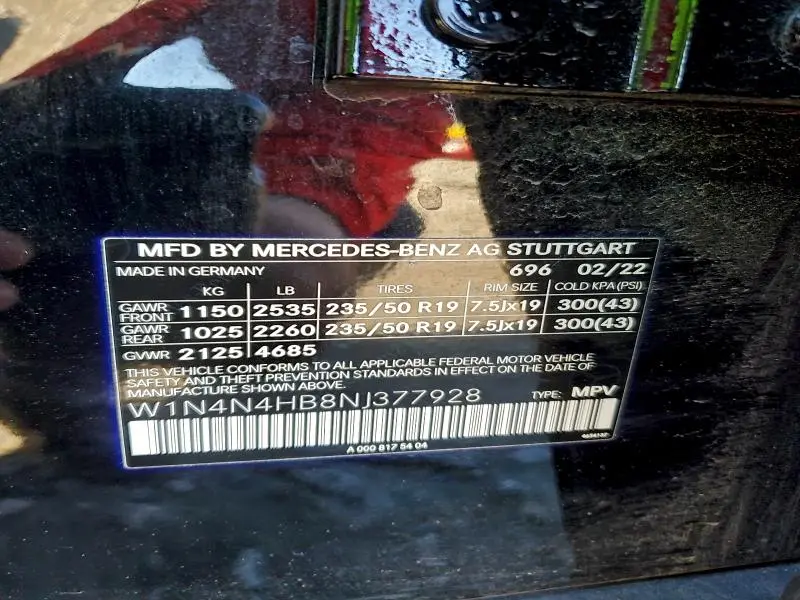 MFD BY MERCEDES-BENZ AG STUTTGART
MADE IN GERMANY 696 02/22
KG LB TIRES RIM SIZE COLD KPA (PSI)
GAWR FRONT 1150 2535 235/50 R19 7.5Jx19 300(43)
GAWR REAR 1025 2260 235/50 R19 7.5Jx19 300(43)
GVWR 2125 4685
THIS VEHICLE CONFORMS TO ALL APPLICABLE FEDERAL MOTOR VEHICLE
SAFETY AND THEFT PREVENTION STANDARDS IN EFFECT ON THE DATE OF
MANUFACTURE SHOWN ABOVE.
W1N4N4HB8NJ377928 TYPE: MPV
A 000 817 54 04